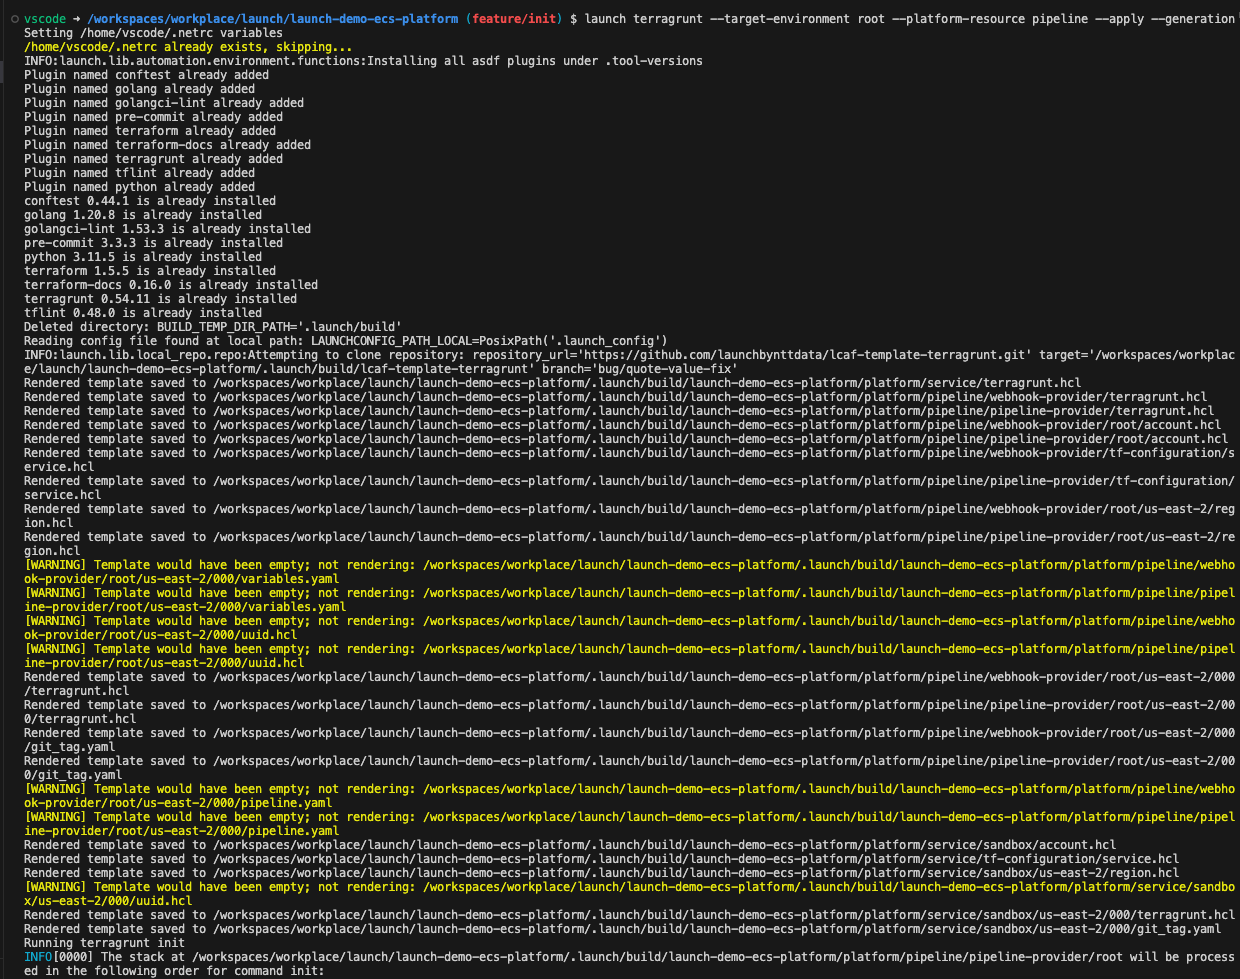 vscode → /workspaces/workplace/launch/launch-demo-ecs-platform (feature/init) $ launch terragrunt --target-environment root --platform-resource pipeline --apply --generation
Setting /home/vscode/.netrc variables
/home/vscode/.netrc already exists, skipping...
INFO:launch.lib.automation.environment.functions:Installing all asdf plugins under .tool-versions
Plugin named conftest already added
Plugin named golang already added
Plugin named golangci-lint already added
Plugin named pre-commit already added
Plugin named terraform already added
Plugin named terraform-docs already added
Plugin named terragrunt already added
Plugin named tflint already added
Plugin named python already added
conftest 0.44.1 is already installed
golang 1.20.8 is already installed
golangci-lint 1.53.3 is already installed
pre-commit 3.3.3 is already installed
python 3.11.5 is already installed
terraform 1.5.5 is already installed
terraform-docs 0.16.0 is already installed
terragrunt 0.54.11 is already installed
tflint 0.48.0 is already installed
Deleted directory: BUILD_TEMP_DIR_PATH='.launch/build'
Reading config file found at local path: LAUNCHCONFIG_PATH_LOCAL=PosixPath('.launch_config')
INFO:launch.lib.local_repo.repo:Attempting to clone repository: repository_url='https://github.com/launchbynttdata/lcaf-template-terragrunt.git' target='/workspaces/workplac
e/launch/launch-demo-ecs-platform/.launch/build/lcaf-template-terragrunt' branch='bug/quote-value-fix'
Rendered template saved to /workspaces/workplace/launch/launch-demo-ecs-platform/.launch/build/launch-demo-ecs-platform/platform/service/terragrunt.hcl
Rendered template saved to /workspaces/workplace/launch/launch-demo-ecs-platform/.launch/build/launch-demo-ecs-platform/platform/pipeline/webhook-provider/terragrunt.hcl
Rendered template saved to /workspaces/workplace/launch/launch-demo-ecs-platform/.launch/build/launch-demo-ecs-platform/platform/pipeline/pipeline-provider/terragrunt.hcl
Rendered template saved to /workspaces/workplace/launch/launch-demo-ecs-platform/.launch/build/launch-demo-ecs-platform/platform/pipeline/webhook-provider/root/account.hcl
Rendered template saved to /workspaces/workplace/launch/launch-demo-ecs-platform/.launch/build/launch-demo-ecs-platform/platform/pipeline/pipeline-provider/root/account.hcl
Rendered template saved to /workspaces/workplace/launch/launch-demo-ecs-platform/.launch/build/launch-demo-ecs-platform/platform/pipeline/webhook-provider/tf-configuration/s
ervice.hcl
Rendered template saved to /workspaces/workplace/launch/launch-demo-ecs-platform/.launch/build/launch-demo-ecs-platform/platform/pipeline/pipeline-provider/tf-configuration/
service.hcl
Rendered template saved to /workspaces/workplace/launch/launch-demo-ecs-platform/.launch/build/launch-demo-ecs-platform/platform/pipeline/webhook-provider/root/us-east-2/reg
ion.hcl
Rendered template saved to /workspaces/workplace/launch/launch-demo-ecs-platform/.launch/build/launch-demo-ecs-platform/platform/pipeline/pipeline-provider/root/us-east-2/re
gion.hcl
[WARNING] Template would have been empty; not rendering: /workspaces/workplace/launch/launch-demo-ecs-platform/.launch/build/launch-demo-ecs-platform/platform/pipeline/webho
ok-provider/root/us-east-2/000/variables.yaml
[WARNING] Template would have been empty; not rendering: /workspaces/workplace/launch/launch-demo-ecs-platform/.launch/build/launch-demo-ecs-platform/platform/pipeline/pipel
ine-provider/root/us-east-2/000/variables.yaml
[WARNING] Template would have been empty; not rendering: /workspaces/workplace/launch/launch-demo-ecs-platform/.launch/build/launch-demo-ecs-platform/platform/pipeline/webho
ok-provider/root/us-east-2/000/uuid.hcl
[WARNING] Template would have been empty; not rendering: /workspaces/workplace/launch/launch-demo-ecs-platform/.launch/build/launch-demo-ecs-platform/platform/pipeline/pipel
ine-provider/root/us-east-2/000/uuid.hcl
Rendered template saved to /workspaces/workplace/launch/launch-demo-ecs-platform/.launch/build/launch-demo-ecs-platform/platform/pipeline/webhook-provider/root/us-east-2/000
/terragrunt.hcl
Rendered template saved to /workspaces/workplace/launch/launch-demo-ecs-platform/.launch/build/launch-demo-ecs-platform/platform/pipeline/pipeline-provider/root/us-east-2/00
0/terragrunt.hcl
Rendered template saved to /workspaces/workplace/launch/launch-demo-ecs-platform/.launch/build/launch-demo-ecs-platform/platform/pipeline/webhook-provider/root/us-east-2/000
/git_tag.yaml
Rendered template saved to /workspaces/workplace/launch/launch-demo-ecs-platform/.launch/build/launch-demo-ecs-platform/platform/pipeline/pipeline-provider/root/us-east-2/00
0/git_tag.yaml
[WARNING] Template would have been empty; not rendering: /workspaces/workplace/launch/launch-demo-ecs-platform/.launch/build/launch-demo-ecs-platform/platform/pipeline/webho
ok-provider/root/us-east-2/000/pipeline.yaml
[WARNING] Template would have been empty; not rendering: /workspaces/workplace/launch/launch-demo-ecs-platform/.launch/build/launch-demo-ecs-platform/platform/pipeline/pipel
ine-provider/root/us-east-2/000/pipeline.yaml
Rendered template saved to /workspaces/workplace/launch/launch-demo-ecs-platform/.launch/build/launch-demo-ecs-platform/platform/service/sandbox/account.hcl
Rendered template saved to /workspaces/workplace/launch/launch-demo-ecs-platform/.launch/build/launch-demo-ecs-platform/platform/service/tf-configuration/service.hcl
Rendered template saved to /workspaces/workplace/launch/launch-demo-ecs-platform/.launch/build/launch-demo-ecs-platform/platform/service/sandbox/us-east-2/region.hcl
[WARNING] Template would have been empty; not rendering: /workspaces/workplace/launch/launch-demo-ecs-platform/.launch/build/launch-demo-ecs-platform/platform/service/sandbo
x/us-east-2/000/uuid.hcl
Rendered template saved to /workspaces/workplace/launch/launch-demo-ecs-platform/.launch/build/launch-demo-ecs-platform/platform/service/sandbox/us-east-2/000/terragrunt.hcl
Rendered template saved to /workspaces/workplace/launch/launch-demo-ecs-platform/.launch/build/launch-demo-ecs-platform/platform/service/sandbox/us-east-2/000/git_tag.yaml
Running terragrunt init
INFO[0000] The stack at /workspaces/workplace/launch/launch-demo-ecs-platform/.launch/build/launch-demo-ecs-platform/platform/pipeline/pipeline-provider/root will be process
ed in the following order for command init: